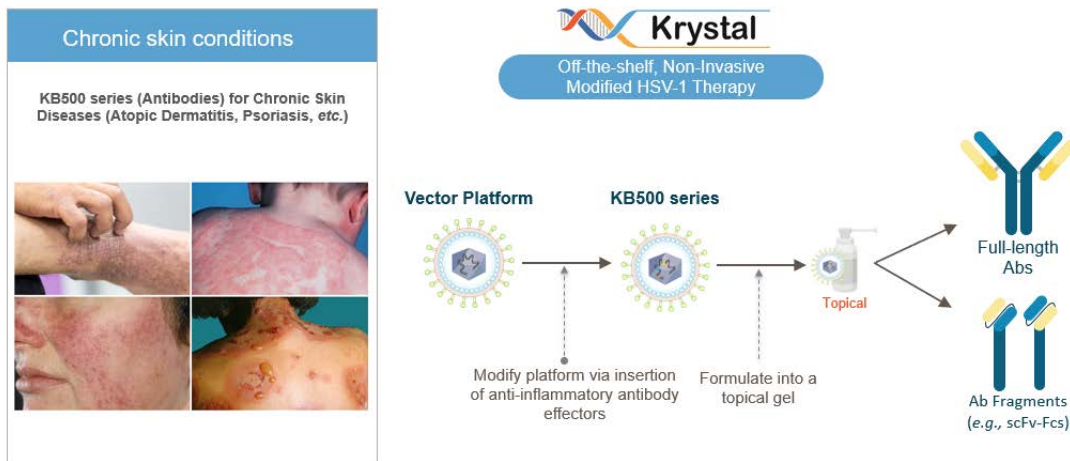 Chronic skin conditions
KB500 series (Antibodies) for Chronic Skin
Diseases (Atopic Dermatitis, Psoriasis, etc.)
Krystal
Off-the-shelf, Non-Invasive
Modified HSV-1 Therapy
Vector Platform
KB500 series
Topical
Modify platform via insertion
of anti-inflammatory antibody
effectors
Formulate into a
topical gel
Full-length
Abs
Ab Fragments
(e.g., scFv-Fcs)